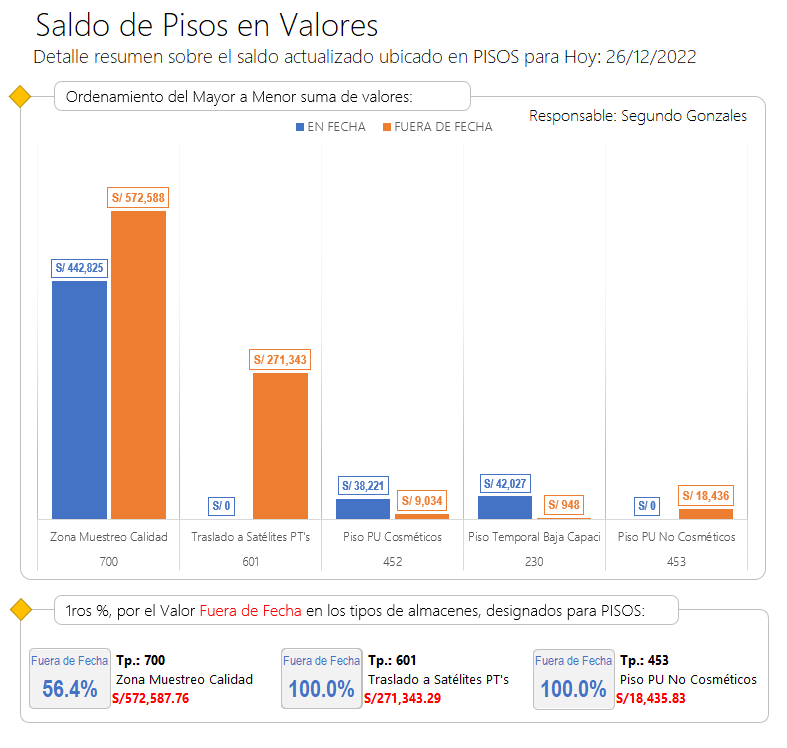 Saldo de Pisos en Valores
Detalle resumen sobre el saldo actualizado ubicado en PISOS para Hoy: 26/12/2022
Ordenamiento del Mayor a Menor suma de valores:
Responsable: Segundo Gonzales
EN FECHA FUERA DE FECHA
S/ 572,588
S/ 442,825
S/ 271,343
S/ 0
S/ 38,221
S/ 9,034
S/ 42,027
S/ 948
S/ 0
S/ 18,436
Zona Muestreo Calidad
Traslado a Satélites PT's
Piso PU Cosméticos
Piso Temporal Baja Capaci
Piso PU No Cosméticos
700
601
452
230
453
1ros %, por el Valor Fuera de Fecha en los tipos de almacenes, designados para PISOS:
Fuera de Fecha
56.4%
Tp.: 700
Zona Muestreo Calidad
S/572,587.76
Fuera de Fecha
100.0%
Tp.: 601
Traslado a Satélites PT's
S/271,343.29
Fuera de Fecha
100.0%
Tp.: 453
Piso PU No Cosméticos
S/18,435.83